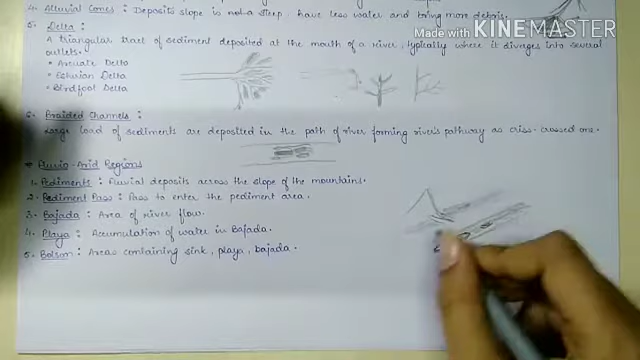 4. Alluvial Cones : Deposits slope is not a steep, have less water and bring more debris.
Made with KINEMASTER
5. Delta :
A triangular tract of sediment deposited at the mouth of a river, typically where it diverges into several
outlets.
• Arcuate Delta
• Delta
• Birdfoot Delta
6. Braided Channels :
Large load of sediments are deposited in the path of river forming river's pathway as criss-crossed one.
* Fluvio-Arid Regions
1. Pediments : Fluvial deposits across the slope of the mountains.
2. Pediment Pass : Pass to enter the pediment area.
3. Bajada : Area of river flow.
4. Playa : Accumulation of water in Bajada.
5. Bolson : Areas containing sink, playa, bajada.